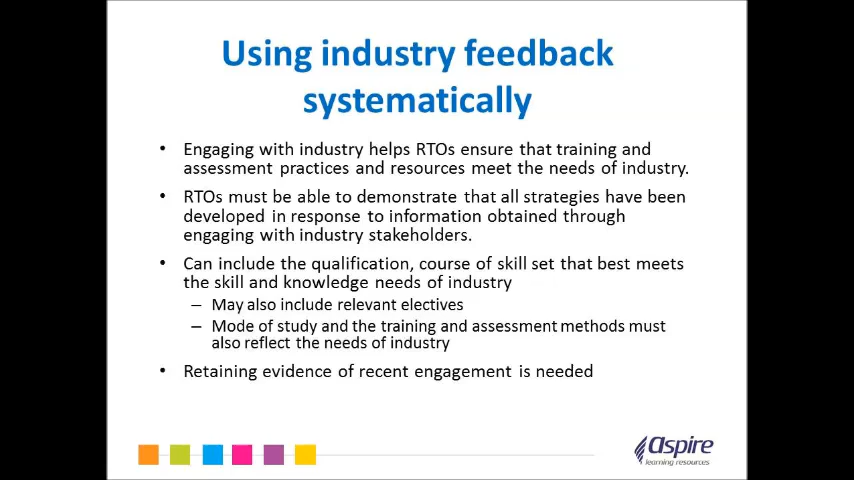 Using industry feedback
systematically
• Engaging with industry helps RTOs ensure that training and
assessment practices and resources meet the needs of industry.
• RTOs must be able to demonstrate that all strategies have been
developed in response to information obtained through
engaging with industry stakeholders.
• Can include the qualification, course of skill set that best meets
the skill and knowledge needs of industry
– May also include relevant electives
– Mode of study and the training and assessment methods must
also reflect the needs of industry
• Retaining evidence of recent engagement is needed
aspire
learning resources